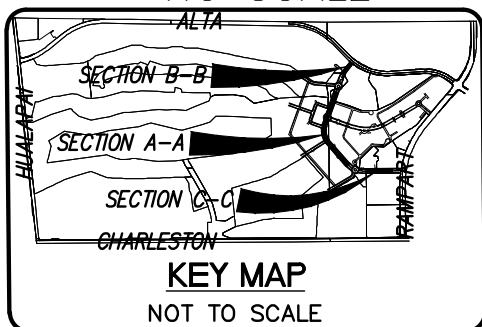 ALTA
SECTION B-B
HUALAPAI
SECTION A-A
SECTION C-C
RAMPART
CHARLESTON
KEY MAP
NOT TO SCALE